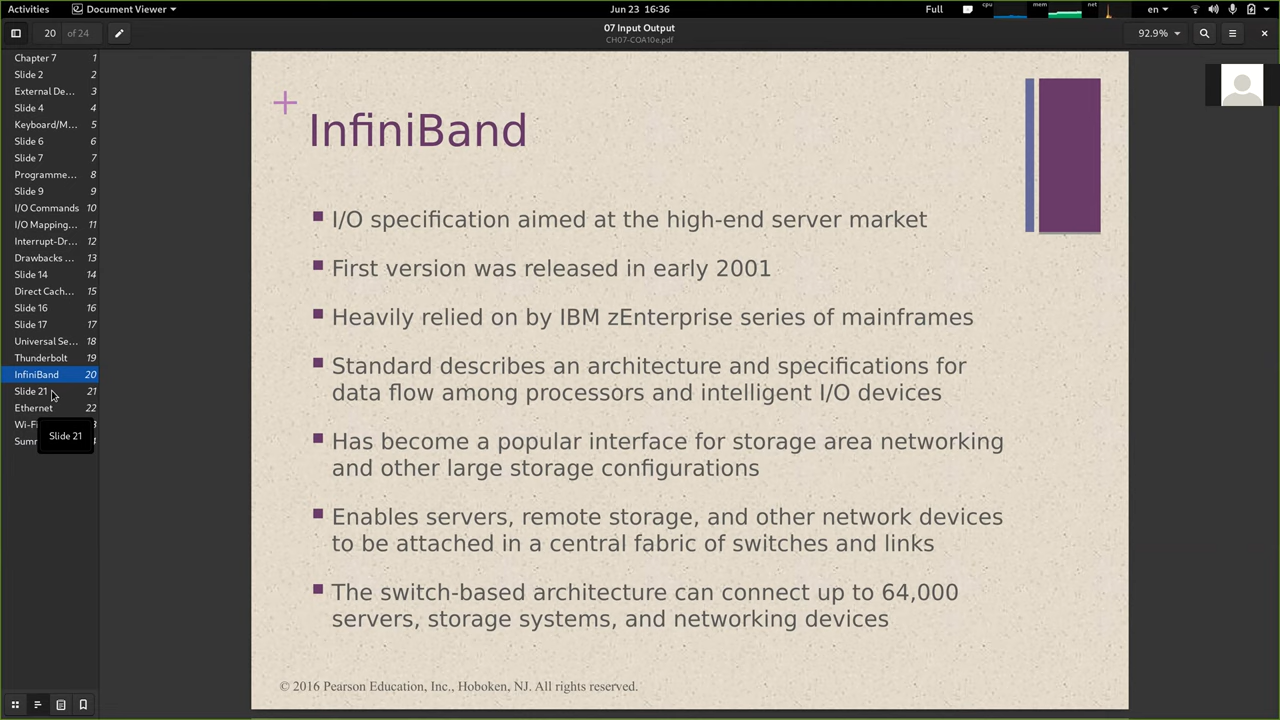 Activities
Document Viewer
Jun 23 16:36
Full
cpu
mem
net
en
20 of 24
07 Input Output
CH07-COA10e.pdf
92.9%
Chapter 7 1
Slide 2 2
External De... 3
Slide 4 4
Keyboard/M... 5
Slide 6 6
Slide 7 7
Programme... 8
Slide 9 9
I/O Commands 10
I/O Mapping... 11
Interrupt-Dr... 12
Drawbacks ... 13
Slide 14 14
Direct Cach... 15
Slide 16 16
Slide 17 17
Universal Se... 18
Thunderbolt 19
InfiniBand 20
Slide 21 21
Ethernet 22
Wi-F
Sum
Slide 21
+
InfiniBand
I/O specification aimed at the high-end server market
First version was released in early 2001
Heavily relied on by IBM zEnterprise series of mainframes
Standard describes an architecture and specifications for
data flow among processors and intelligent I/O devices
Has become a popular interface for storage area networking
and other large storage configurations
Enables servers, remote storage, and other network devices
to be attached in a central fabric of switches and links
The switch-based architecture can connect up to 64,000
servers, storage systems, and networking devices
© 2016 Pearson Education, Inc., Hoboken, NJ. All rights reserved.